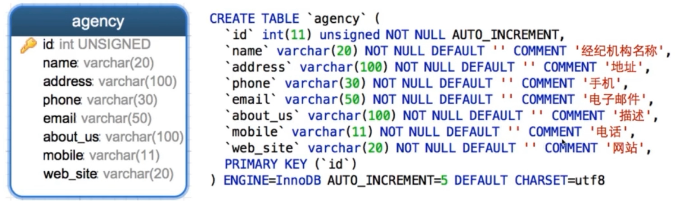 agency
id: int UNSIGNED
name: varchar(20)
address: varchar(100)
phone: varchar(30)
email: varchar(50)
about_us: varchar(100)
mobile: varchar(11)
web_site: varchar(20)
CREATE TABLE `agency` (
`id` int(11) unsigned NOT NULL AUTO_INCREMENT,
`name` varchar(20) NOT NULL DEFAULT '' COMMENT '经纪机构名称',
`address` varchar(100) NOT NULL DEFAULT '' COMMENT '地址',
`phone` varchar(30) NOT NULL DEFAULT '' COMMENT '手机',
`email` varchar(50) NOT NULL DEFAULT '' COMMENT '电子邮件',
`about_us` varchar(100) NOT NULL DEFAULT '' COMMENT '描述',
`mobile` varchar(11) NOT NULL DEFAULT '' COMMENT '电话',
`web_site` varchar(20) NOT NULL DEFAULT '' COMMENT '网站',
PRIMARY KEY (`id`)
) ENGINE=InnoDB AUTO_INCREMENT=5 DEFAULT CHARSET=utf8